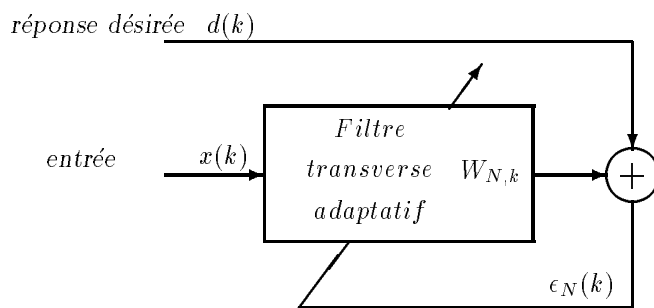 réponse désirée d(k)
Filtre
entrée x(k) transverse W_{N,k} +
adaptatif
ϵ_N(k)